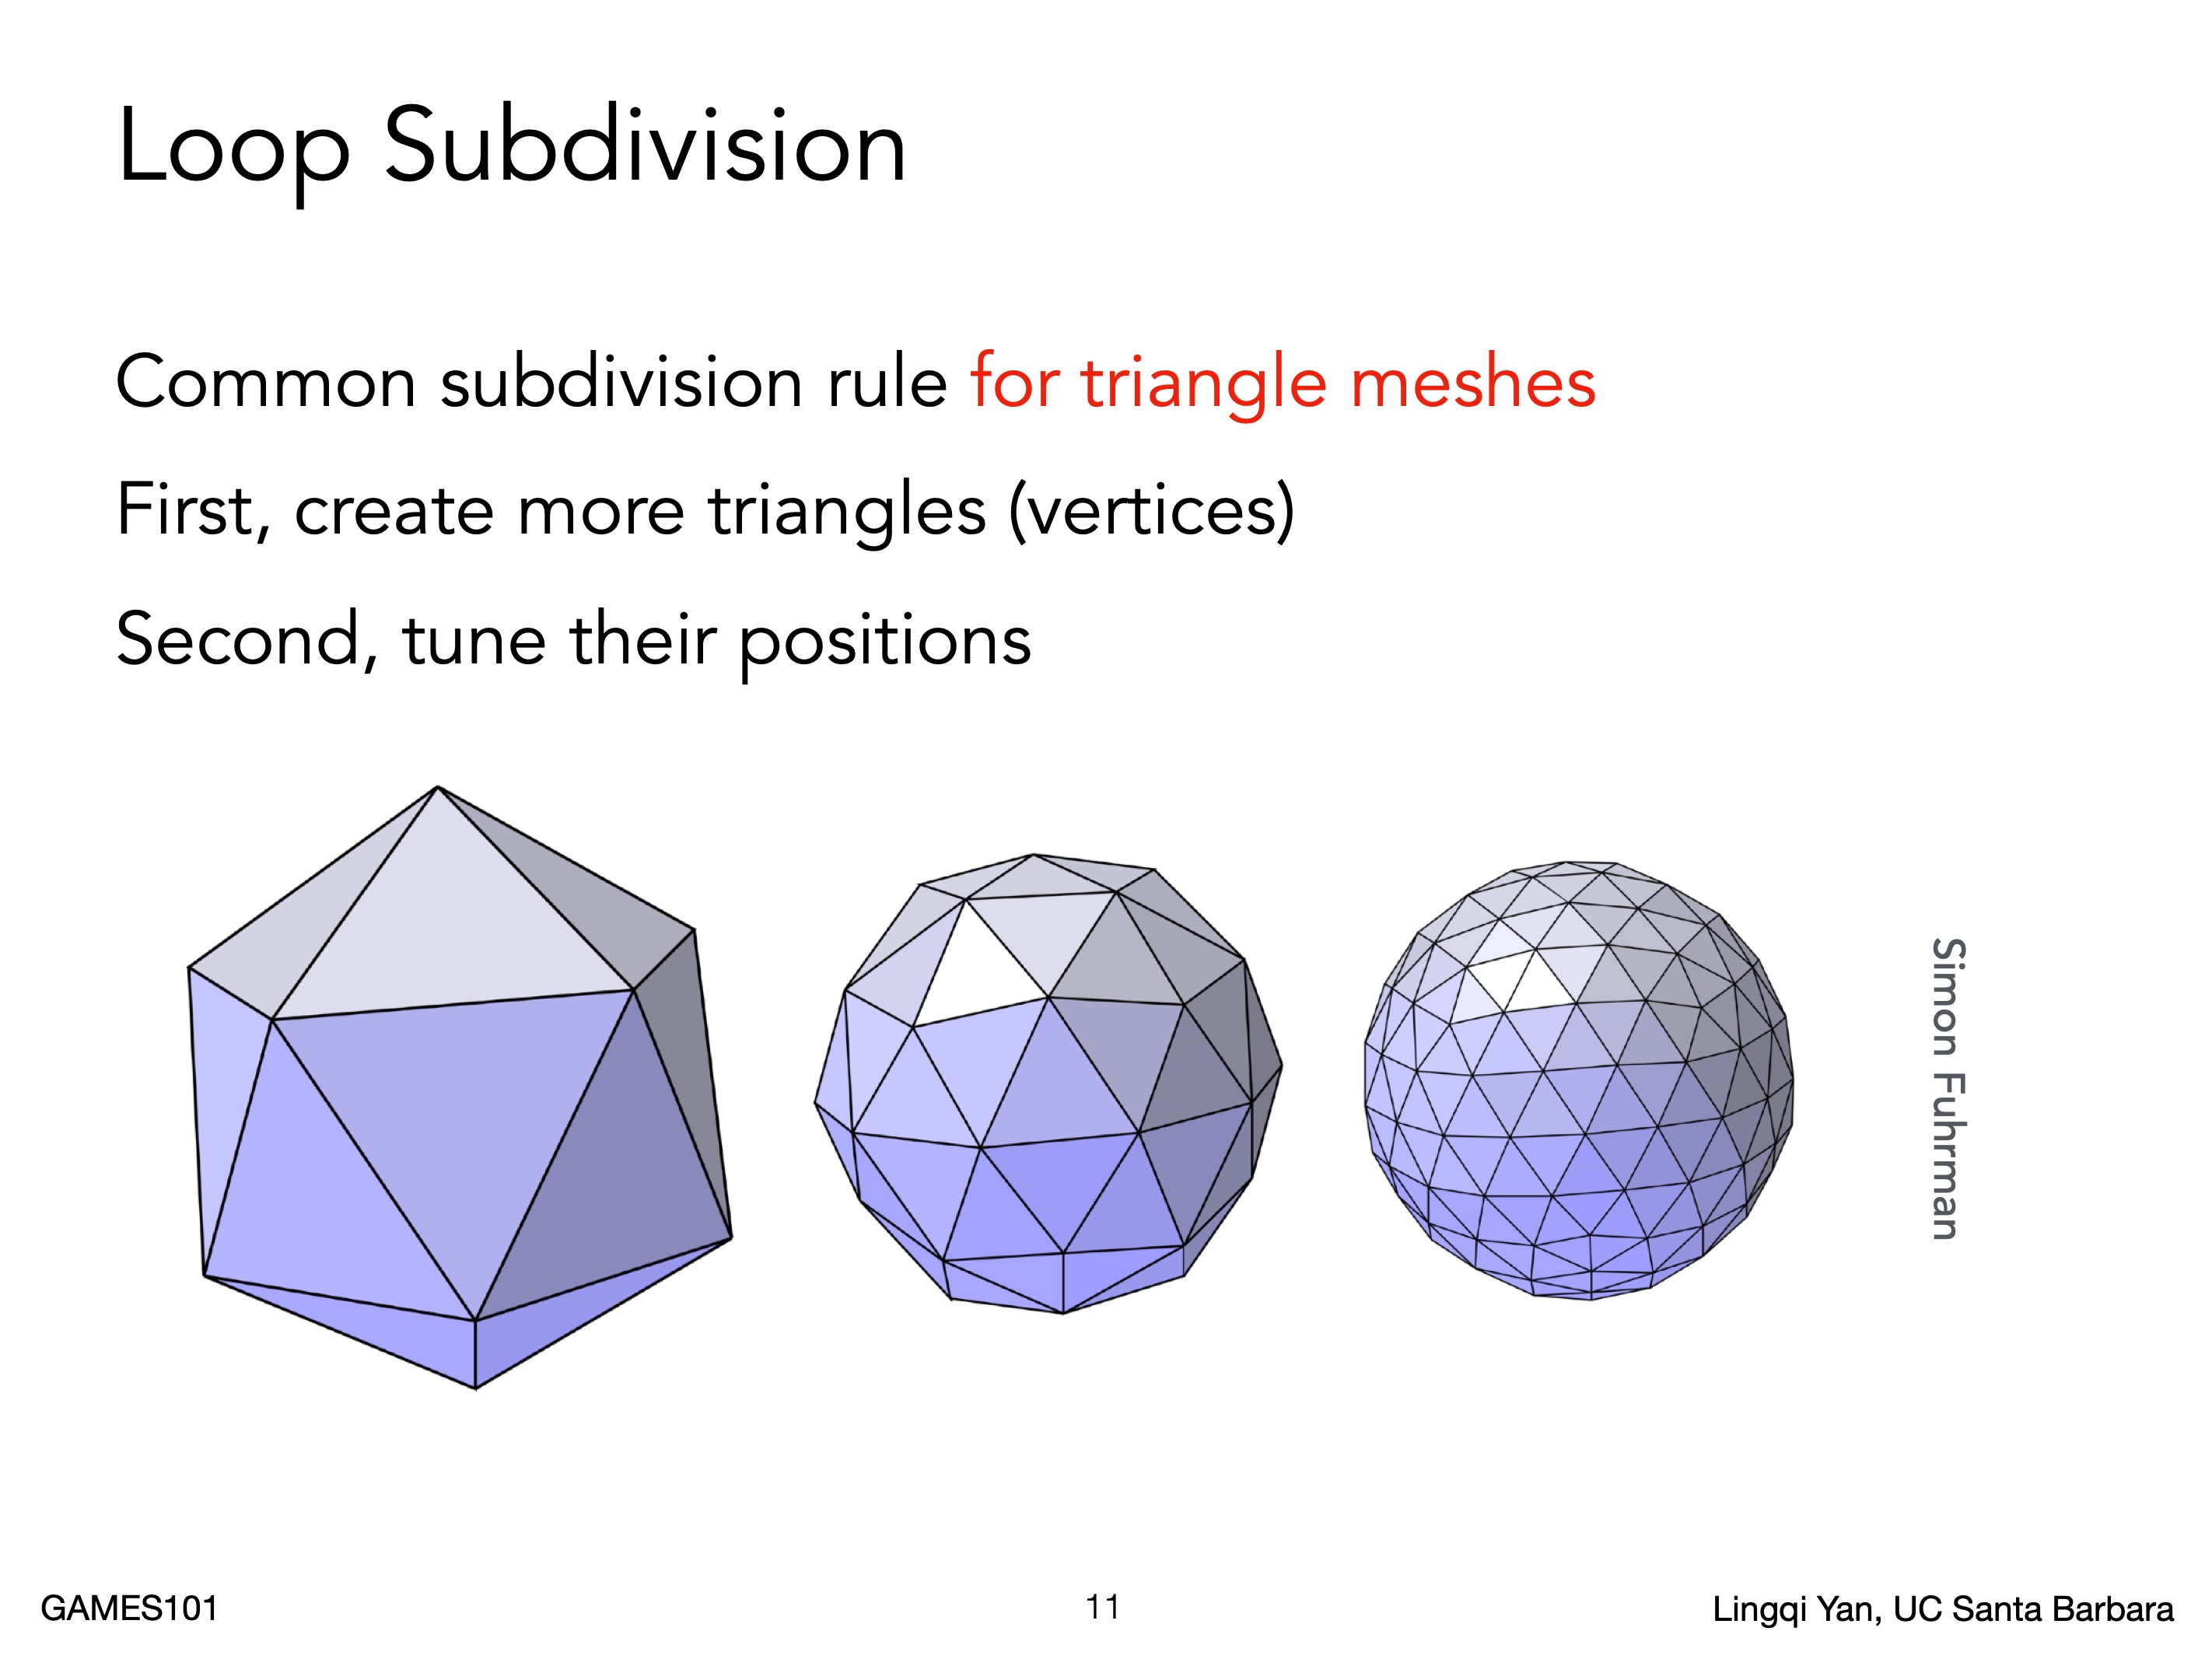 Loop Subdivision
Common subdivision rule for triangle meshes
First, create more triangles (vertices)
Second, tune their positions
Simon Fuhrman
GAMES101
11
Lingqi Yan, UC Santa Barbara